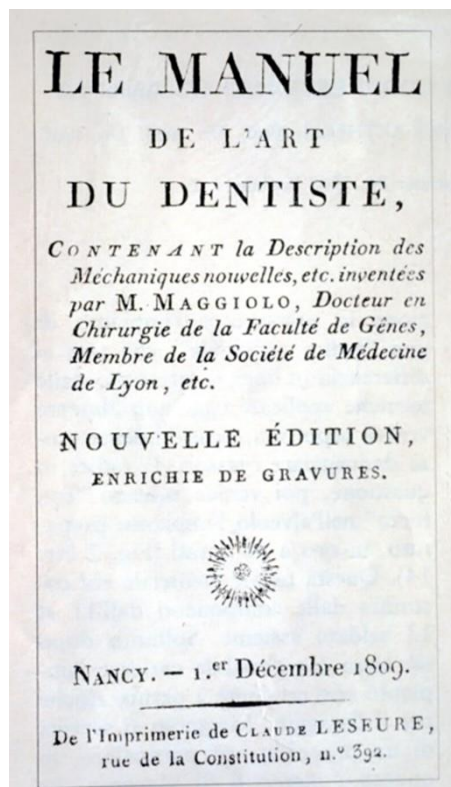 LE MANUEL
DE L'ART
DU DENTISTE,
CONTENANT la Description des
Méchaniques nouvelles, etc. inventées
par M. MAGGIOLO, Docteur en
Chirurgie de la Faculté de Gênes,
Membre de la Société de Médecine
de Lyon, etc.
NOUVELLE ÉDITION,
ENRICHIE DE GRAVURES.
NANCY. — 1.er Décembre 1809.
De l'Imprimerie de CLAUDE LESEURE,
rue de la Constitution, n.° 392.